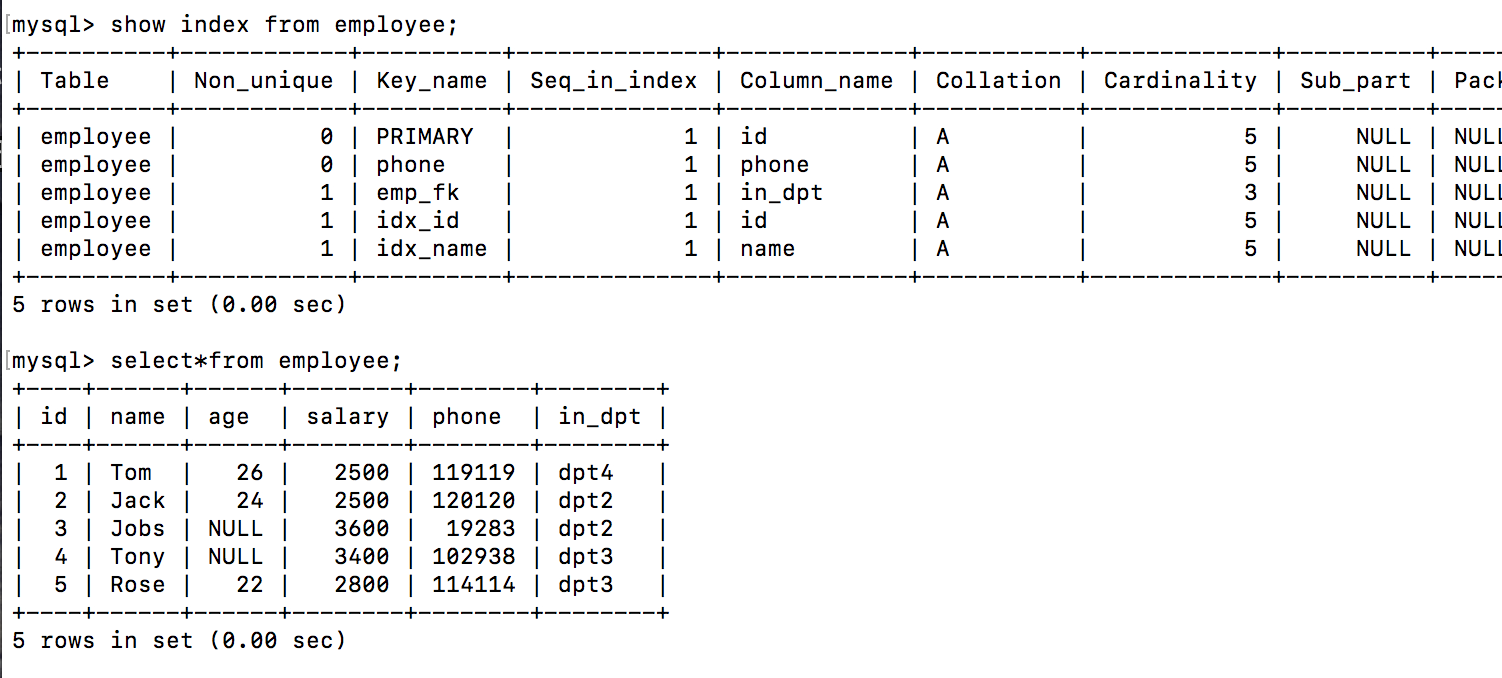 [mysql> show index from employee;
+----------+------------+----------+--------------+-------------+-----------+-------------+----------+-----
| Table    | Non_unique | Key_name | Seq_in_index | Column_name | Collation | Cardinality | Sub_part | Pack
+----------+------------+----------+--------------+-------------+-----------+-------------+----------+-----
| employee |          0 | PRIMARY  |            1 | id          | A         |           5 |     NULL | NULL
| employee |          0 | phone    |            1 | phone       | A         |           5 |     NULL | NULL
| employee |          1 | emp_fk   |            1 | in_dpt      | A         |           3 |     NULL | NULL
| employee |          1 | idx_id   |            1 | id          | A         |           5 |     NULL | NULL
| employee |          1 | idx_name |            1 | name        | A         |           5 |     NULL | NULL
+----------+------------+----------+--------------+-------------+-----------+-------------+----------+-----
5 rows in set (0.00 sec)
[mysql> select*from employee;
+----+------+------+--------+--------+--------+
| id | name | age  | salary | phone  | in_dpt |
+----+------+------+--------+--------+--------+
|  1 | Tom  |   26 |   2500 | 119119 | dpt4   |
|  2 | Jack |   24 |   2500 | 120120 | dpt2   |
|  3 | Jobs | NULL |   3600 |  19283 | dpt2   |
|  4 | Tony | NULL |   3400 | 102938 | dpt3   |
|  5 | Rose |   22 |   2800 | 114114 | dpt3   |
+----+------+------+--------+--------+--------+
5 rows in set (0.00 sec)